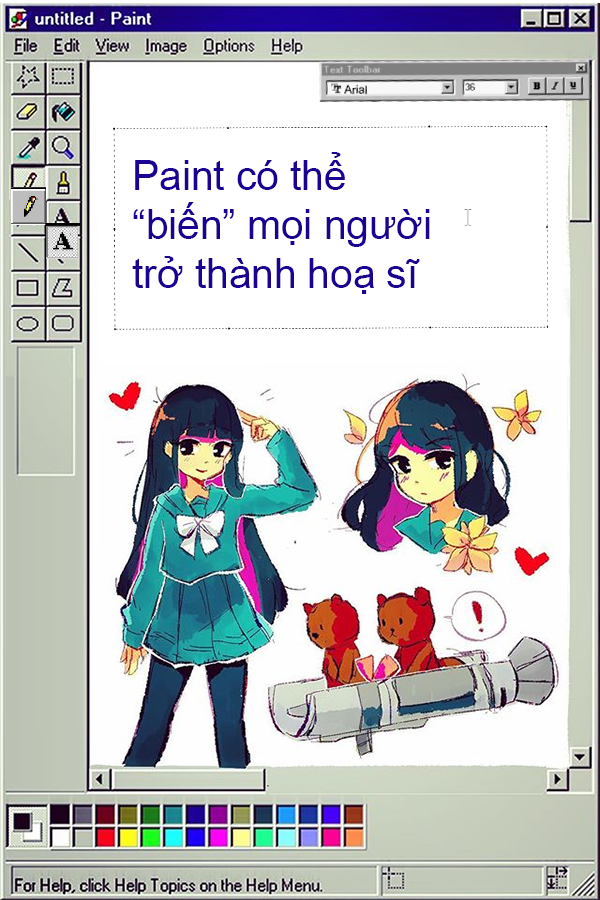 untitled - Paint
File Edit View Image Options Help
Text Toolbar
Arial 36 B I U
Paint có thể
“biến” mọi người
trở thành hoạ sĩ
A
A
!
For Help, click Help Topics on the Help Menu.